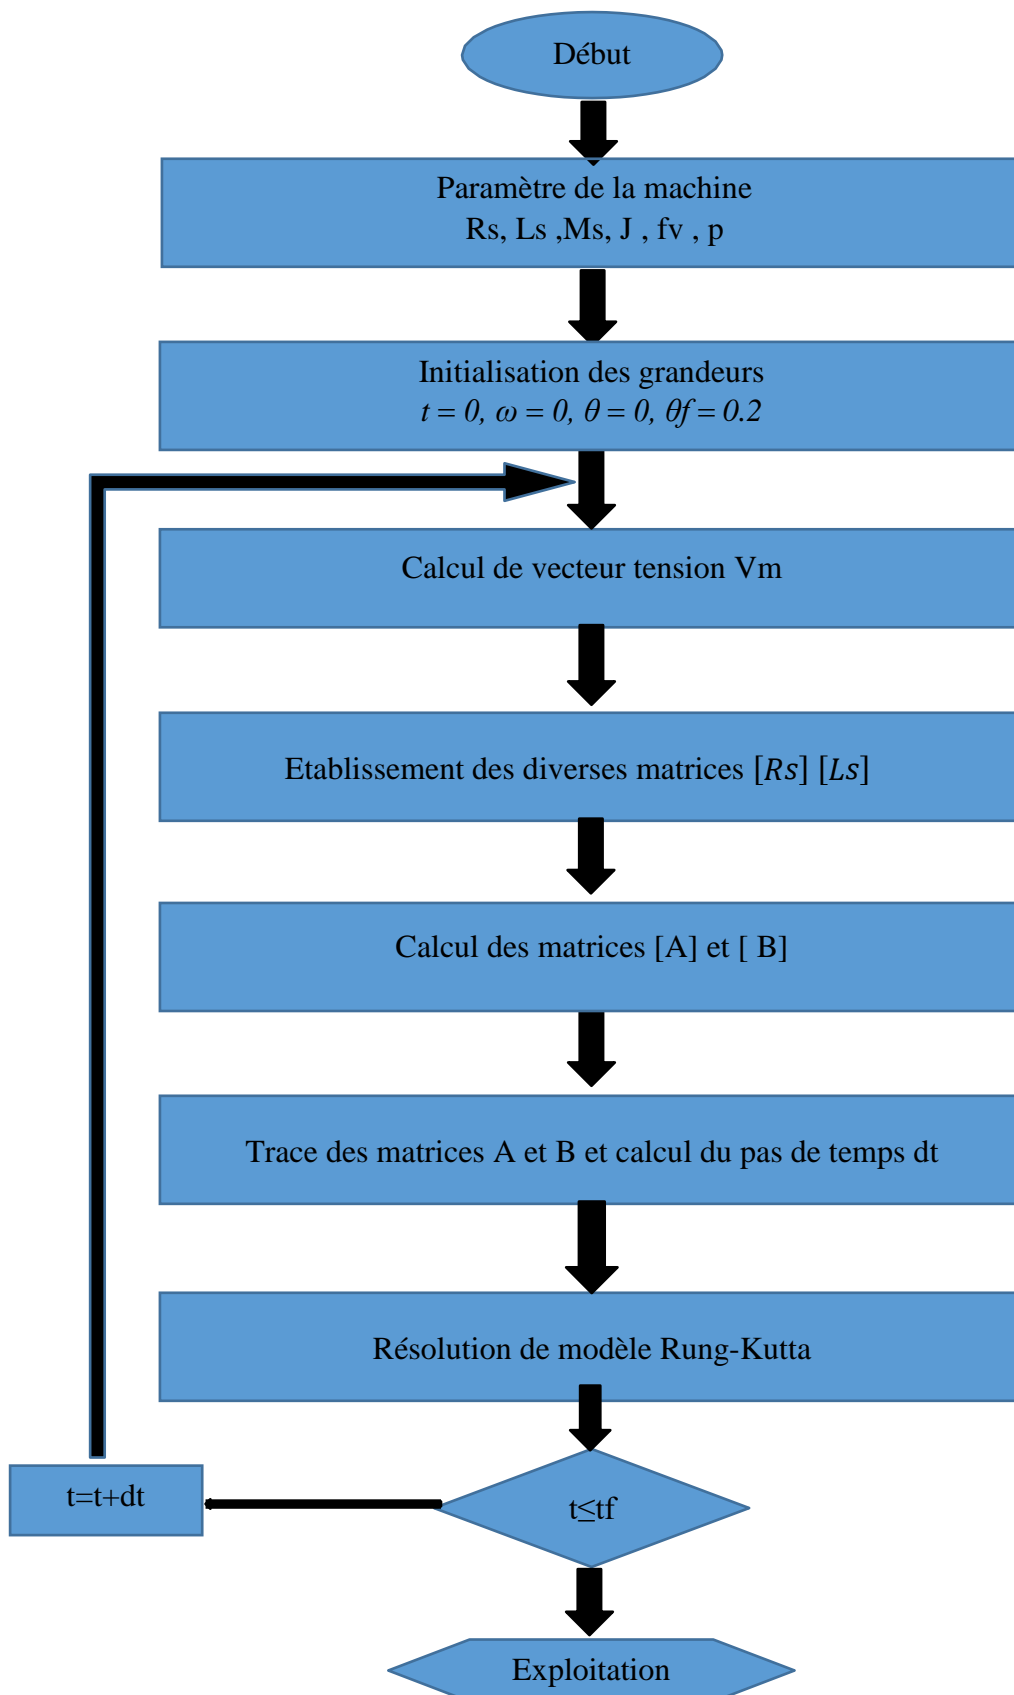 Début
Paramètre de la machine
Rs, Ls ,Ms, J , fv , p
Initialisation des grandeurs
t = 0, ω = 0, θ = 0, θf = 0.2
Calcul de vecteur tension Vm
Etablissement des diverses matrices [Rs] [Ls]
Calcul des matrices [A] et [ B]
Trace des matrices A et B et calcul du pas de temps dt
Résolution de modèle Rung-Kutta
t=t+dt
t≤tf
Exploitation